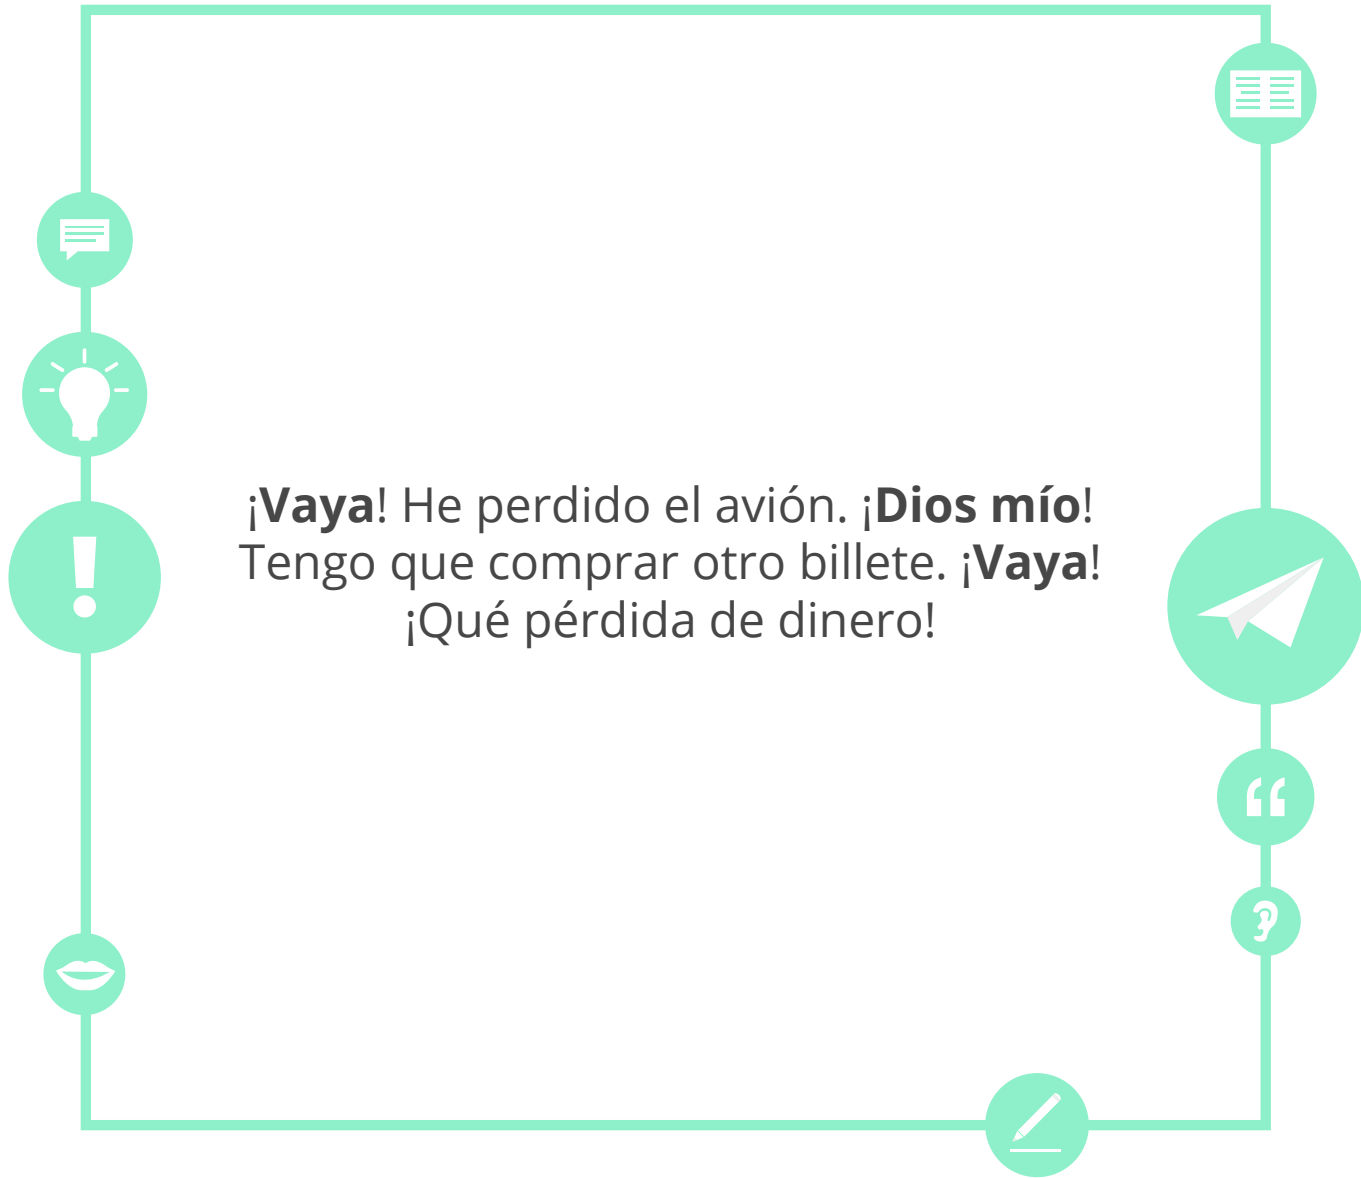 ¡Vaya! He perdido el avión. ¡Dios mío!
Tengo que comprar otro billete. ¡Vaya!
¡Qué pérdida de dinero!